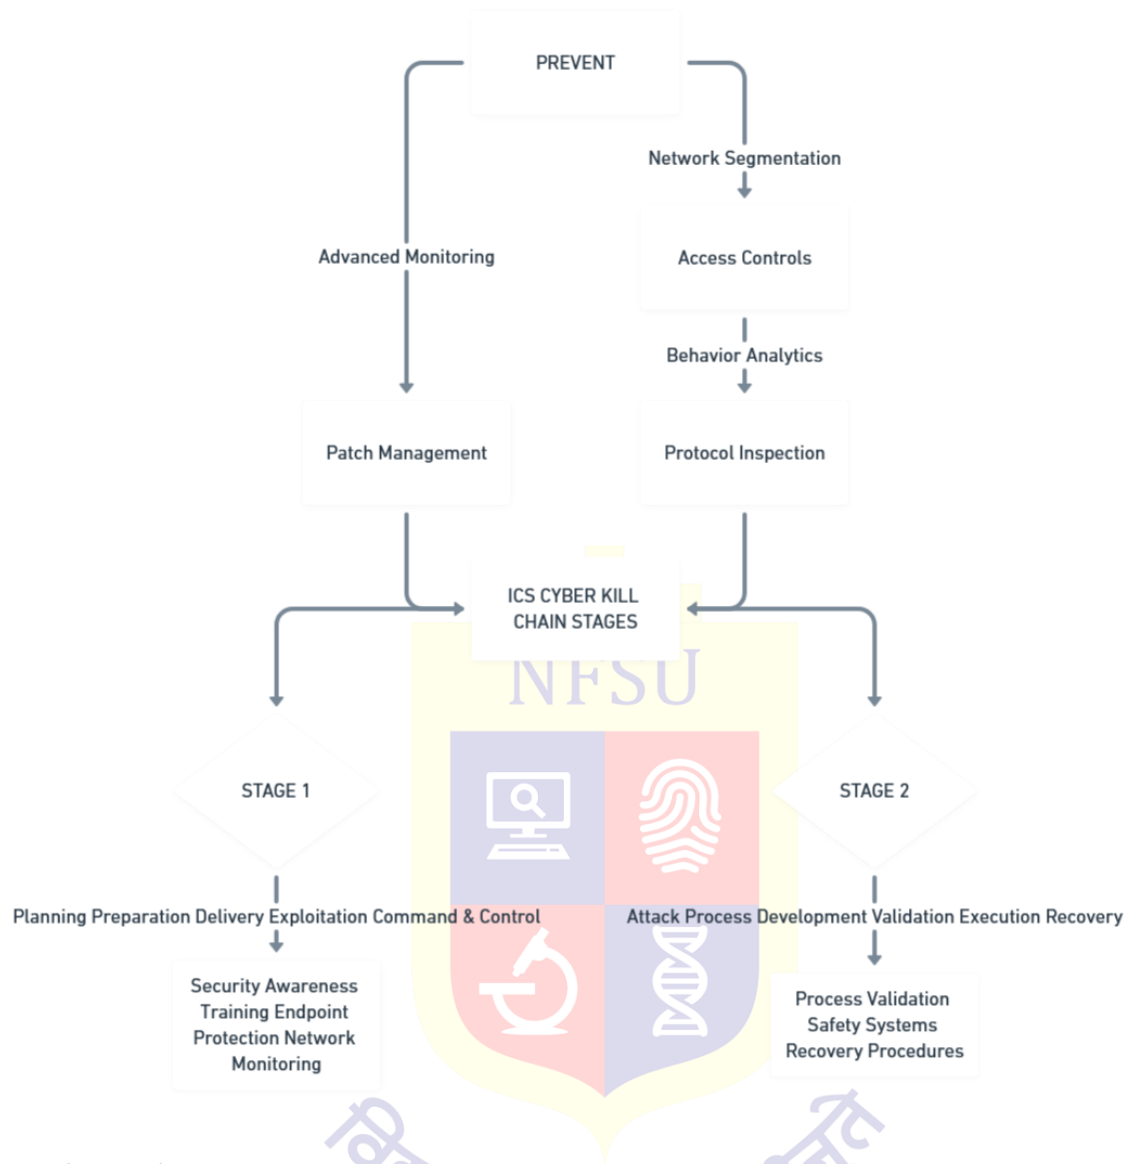 PREVENT
Network Segmentation
Advanced Monitoring
Access Controls
Behavior Analytics
Patch Management
Protocol Inspection
ICS CYBER KILL
CHAIN STAGES
NFSU
STAGE 1
STAGE 2
Planning Preparation Delivery Exploitation Command & Control
Attack Process Development Validation Execution Recovery
Security Awareness
Training Endpoint
Protection Network
Monitoring
Process Validation
Safety Systems
Recovery Procedures